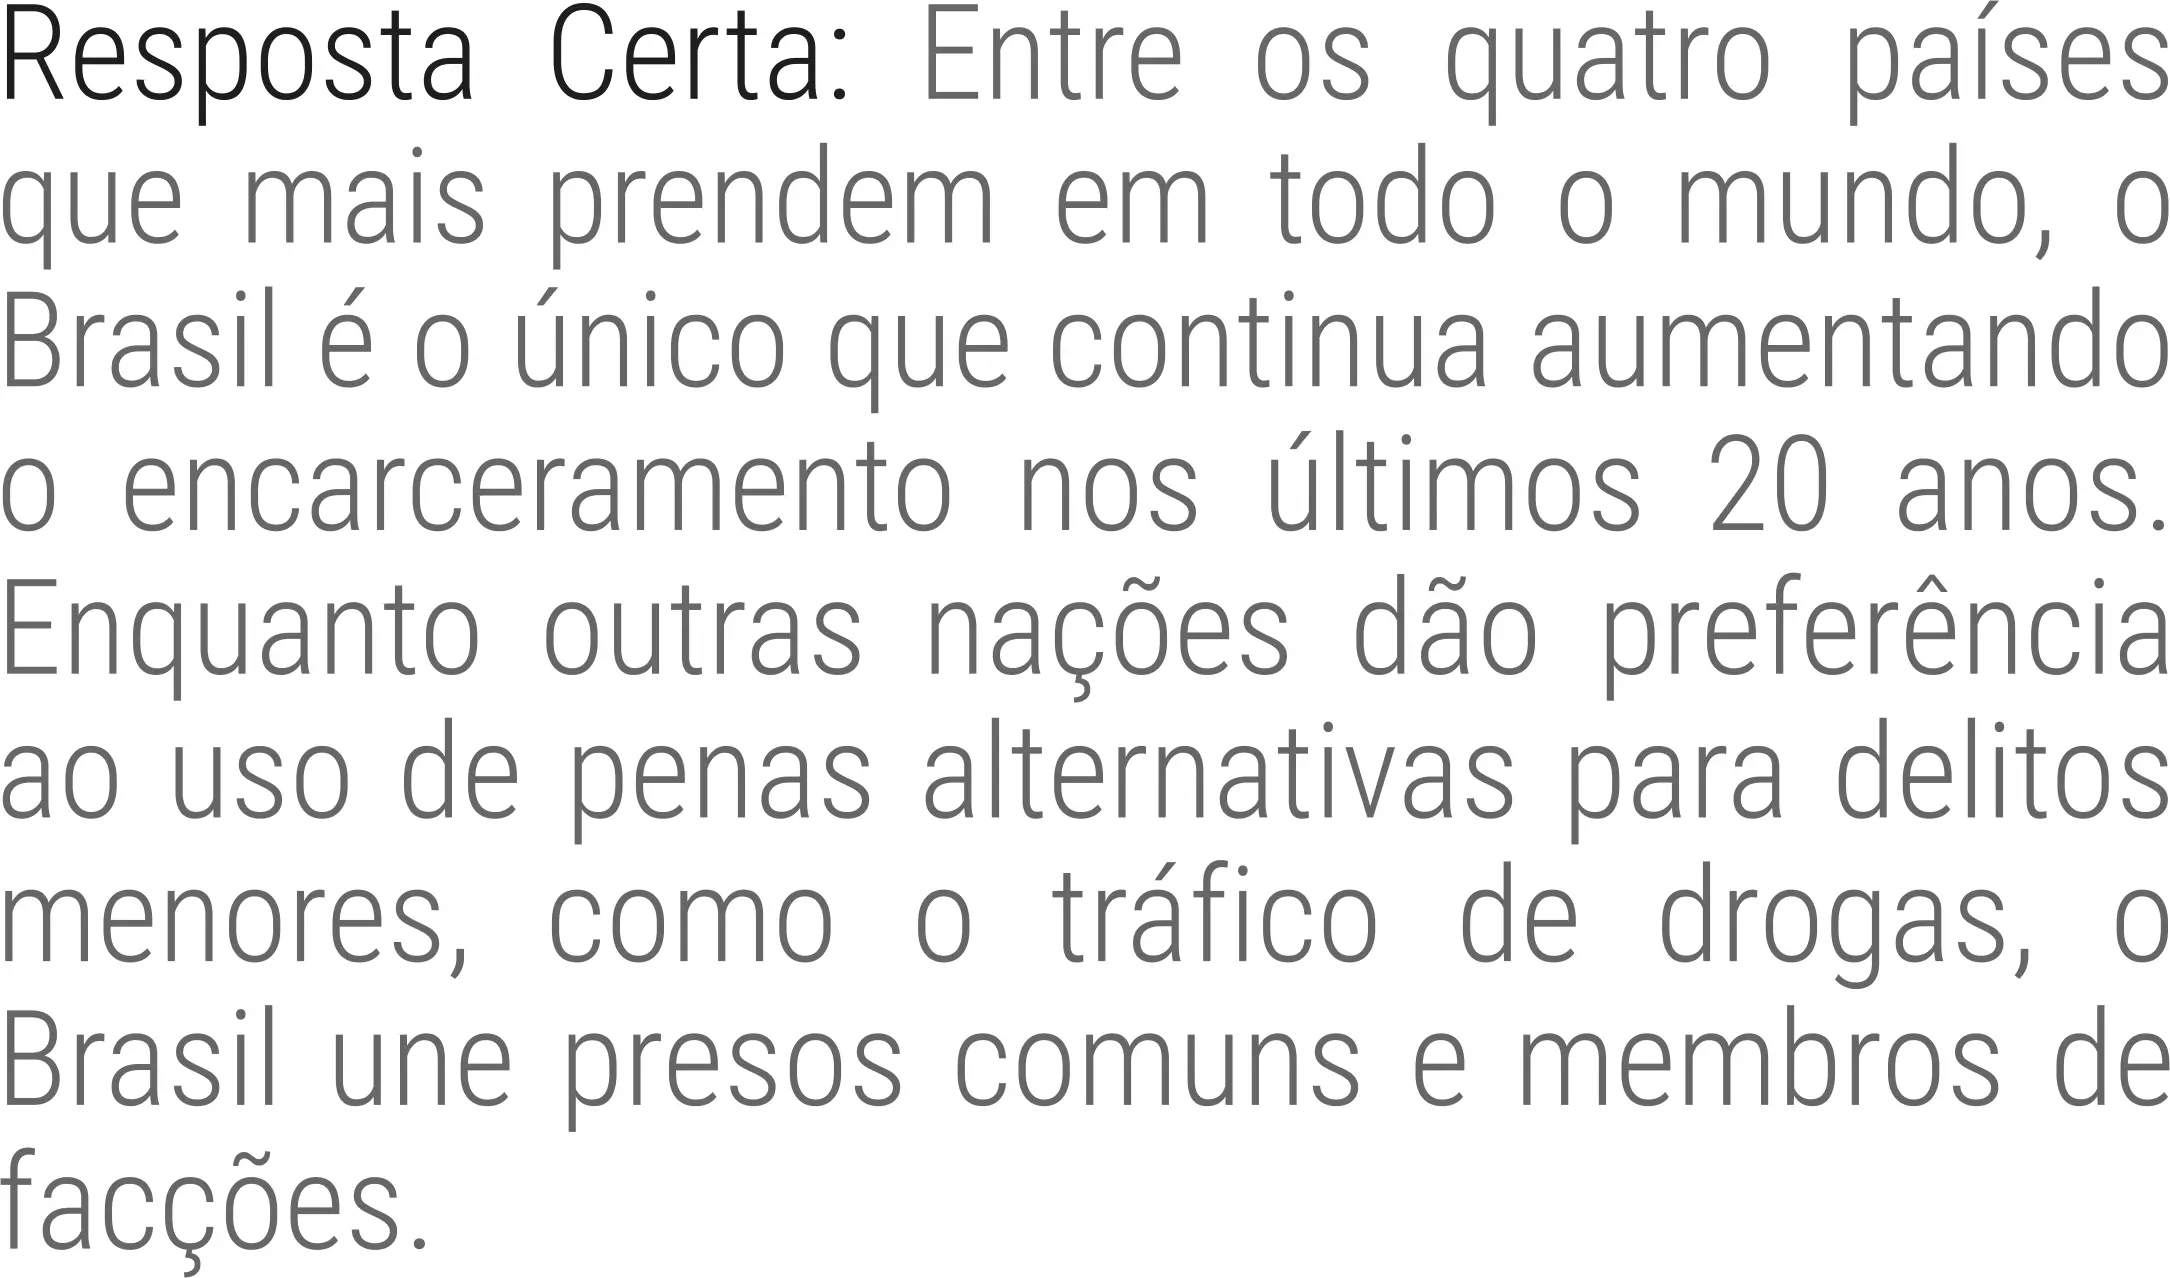 Resposta Certa: Entre os quatro países
que mais prendem em todo o mundo, o
Brasil é o único que continua aumentando
o encarceramento nos últimos 20 anos.
Enquanto outras nações dão preferência
ao uso de penas alternativas para delitos
menores, como o tráfico de drogas, o
Brasil une presos comuns e membros de
facções.